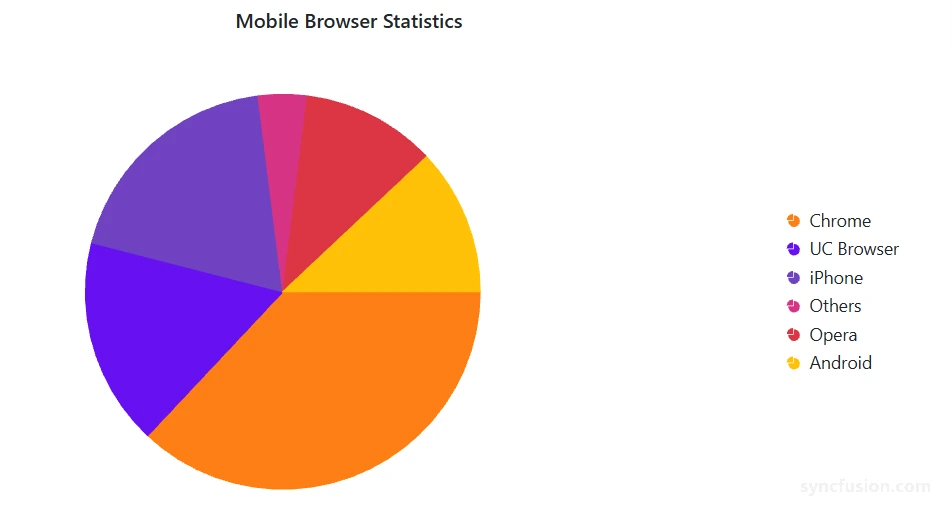 Mobile Browser Statistics
Chrome
UC Browser
iPhone
Others
Opera
Android
syncfusion.com